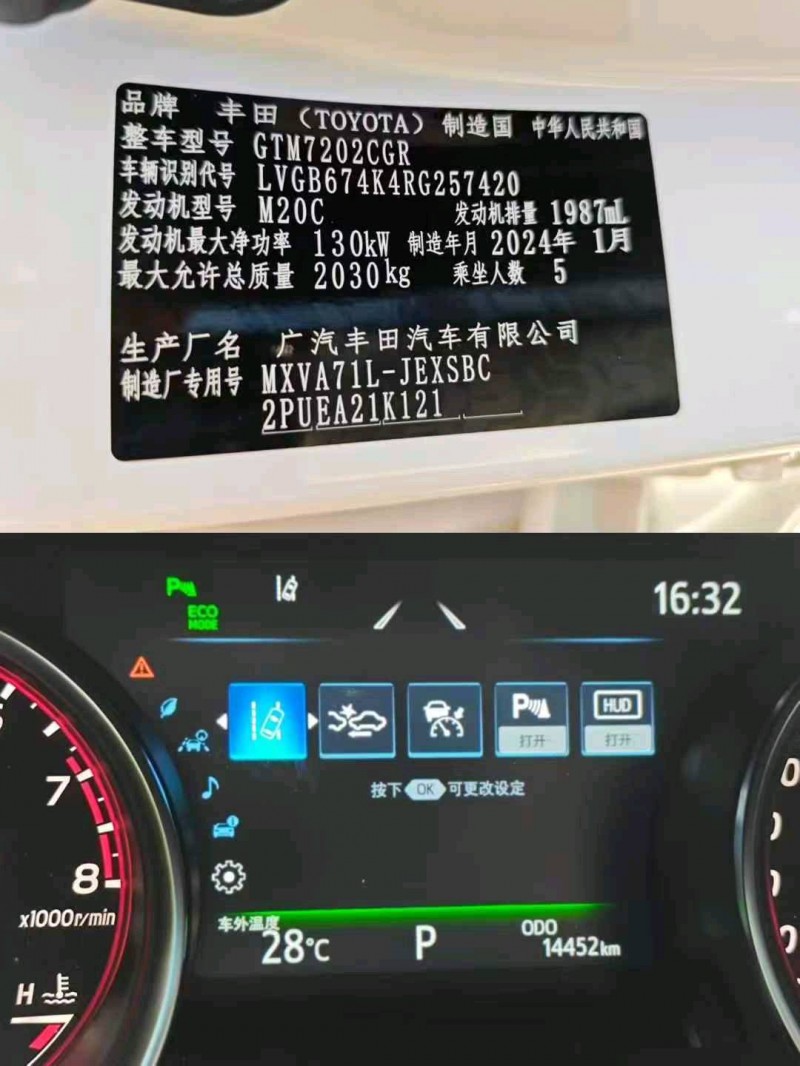 品牌 丰田（TOYOTA）制造国 中华人民共和国
整车型号 GTM7202CGR
车辆识别代号 LVGB674K4RG257420
发动机型号 M20C 发动机排量 1987mL
发动机最大净功率 130kW 制造年月 2024年 1月
最大允许总质量 2030kg 乘坐人数 5
生产厂名 广汽丰田汽车有限公司
制造厂专用号 MXVA71L-JEXSBC
2PUEA21K121
P
ECO
MODE
16:32
P
打开
HUD
打开
按下 OK 可更改设定
7
8
x1000r/min
H
车外温度
28°C
P
ODO
14452km